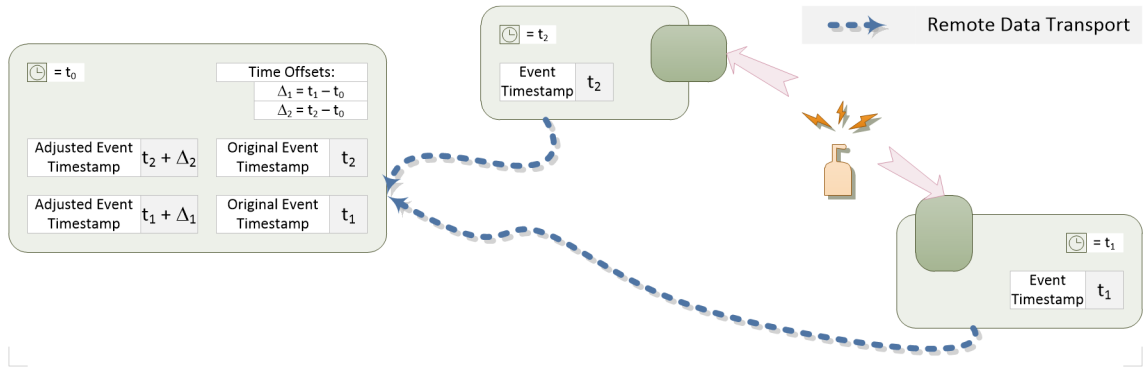 Remote Data Transport
= t₀
Time Offsets:
Δ₁ = t₁ – t₀
Δ₂ = t₂ – t₀
Adjusted Event
Timestamp
t₂ + Δ₂
Original Event
Timestamp
t₂
Adjusted Event
Timestamp
t₁ + Δ₁
Original Event
Timestamp
t₁
= t₂
Event
Timestamp
t₂
= t₁
Event
Timestamp
t₁